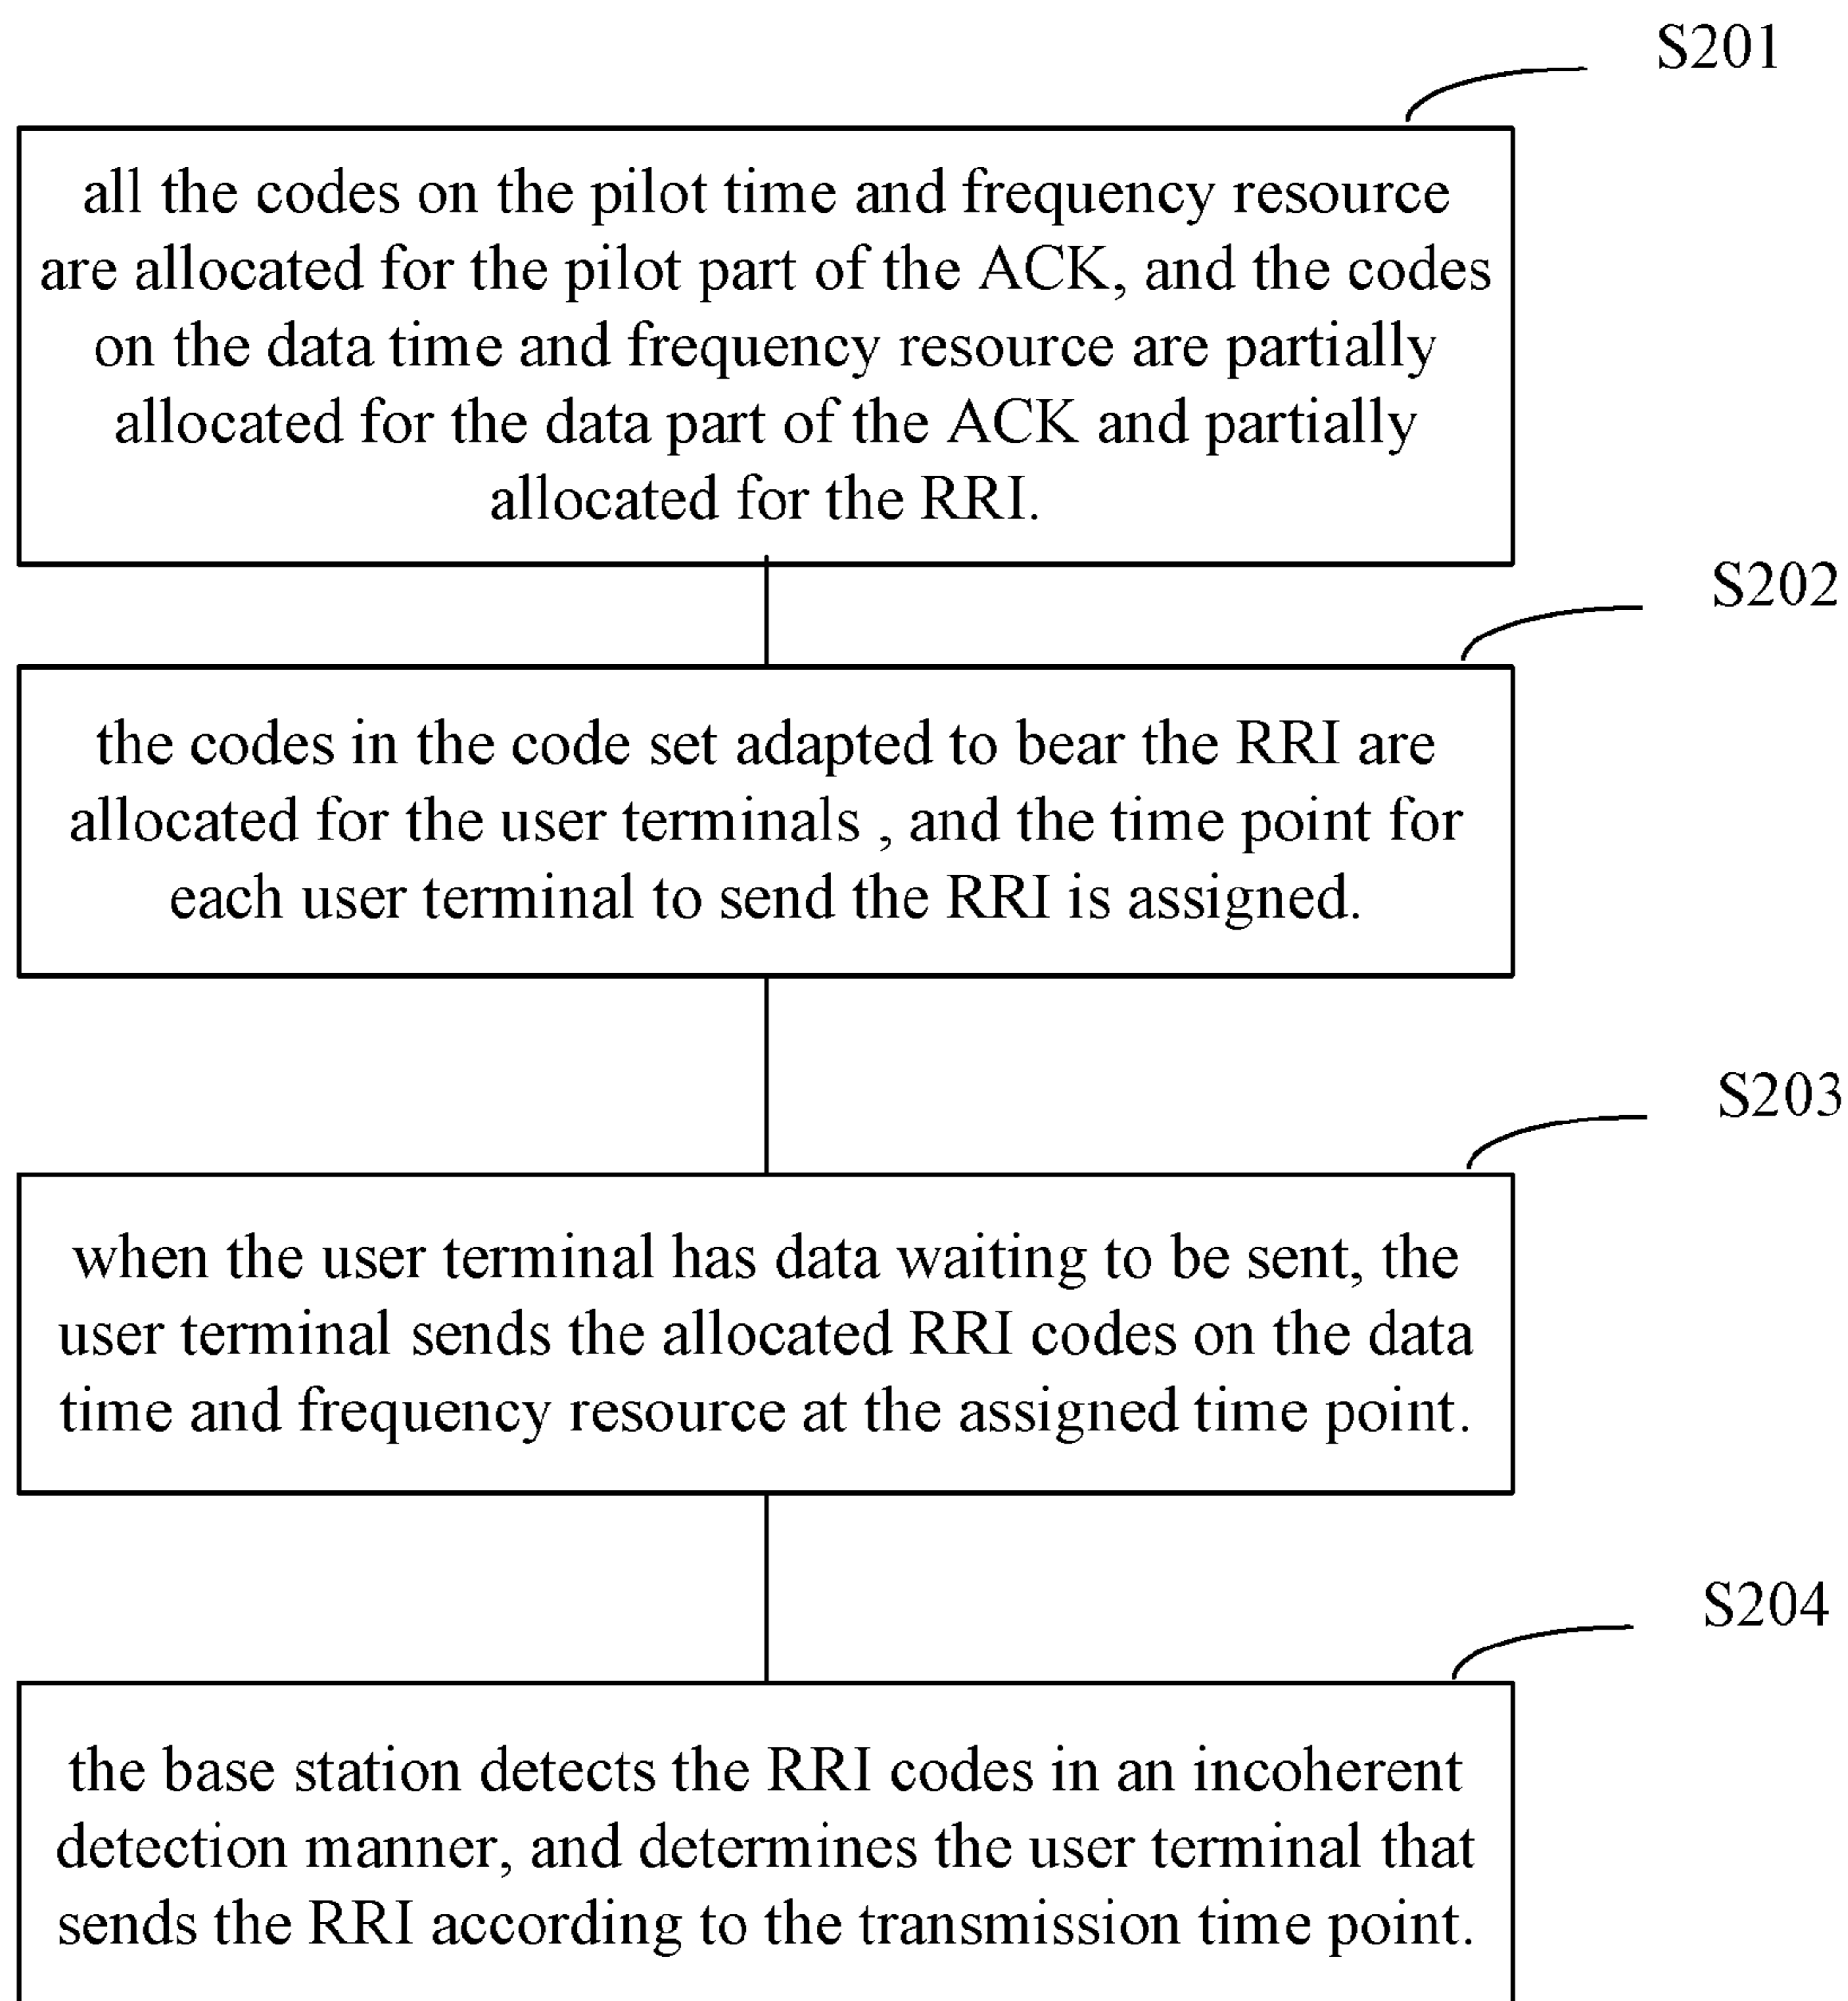 S201
all the codes on the pilot time and frequency resource
are allocated for the pilot part of the ACK, and the codes
on the data time and frequency resource are partially
allocated for the data part of the ACK and partially
allocated for the RRI.
S202
the codes in the code set adapted to bear the RRI are
allocated for the user terminals , and the time point for
each user terminal to send the RRI is assigned.
S203
when the user terminal has data waiting to be sent, the
user terminal sends the allocated RRI codes on the data
time and frequency resource at the assigned time point.
S204
the base station detects the RRI codes in an incoherent
detection manner, and determines the user terminal that
sends the RRI according to the transmission time point.